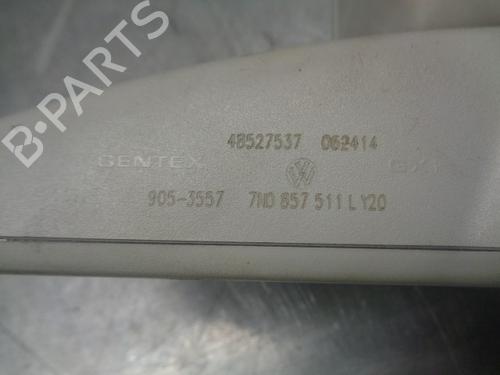 B-PARTS
48527537 062414
GENTEX
905-3557 7N0 857 511 L Y20